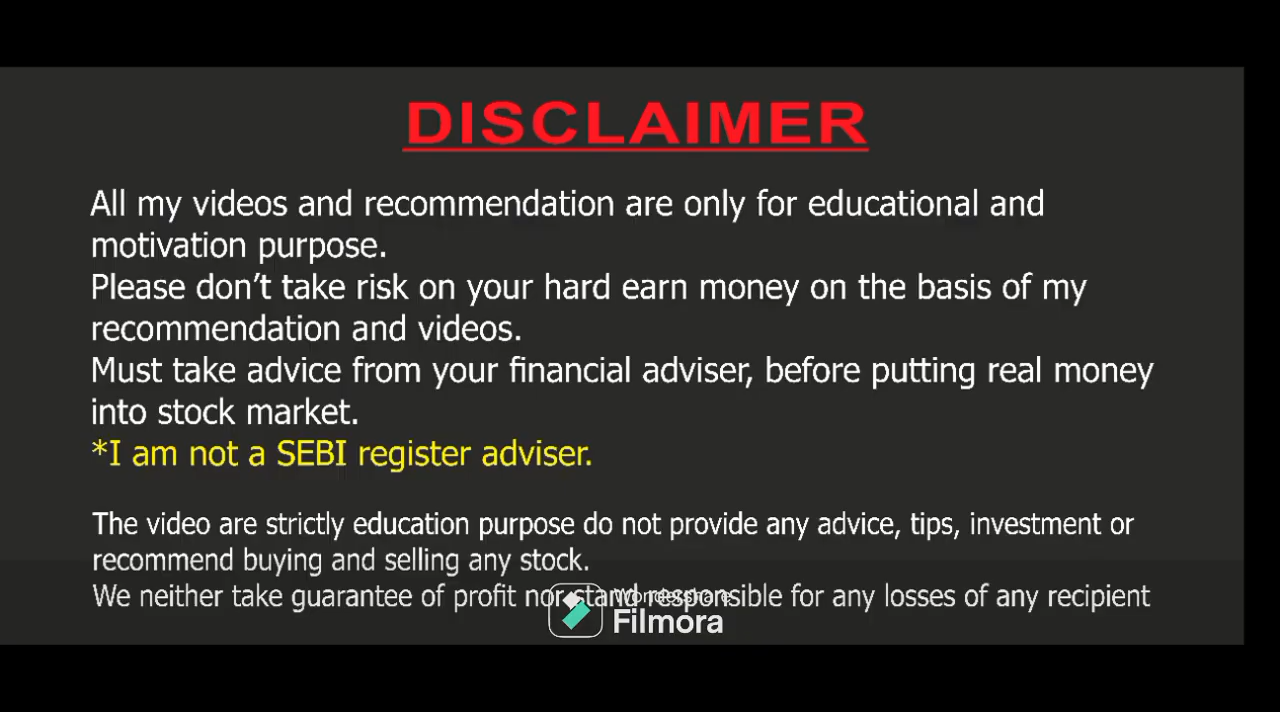 DISCLAIMER
All my videos and recommendation are only for educational and
motivation purpose.
Please don't take risk on your hard earn money on the basis of my
recommendation and videos.
Must take advice from your financial adviser, before putting real money
into stock market.
*I am not a SEBI register adviser.
The video are strictly education purpose do not provide any advice, tips, investment or
recommend buying and selling any stock.
We neither take guarantee of profit nor stand responsible for any losses of any recipient
Wondershare
Filmora